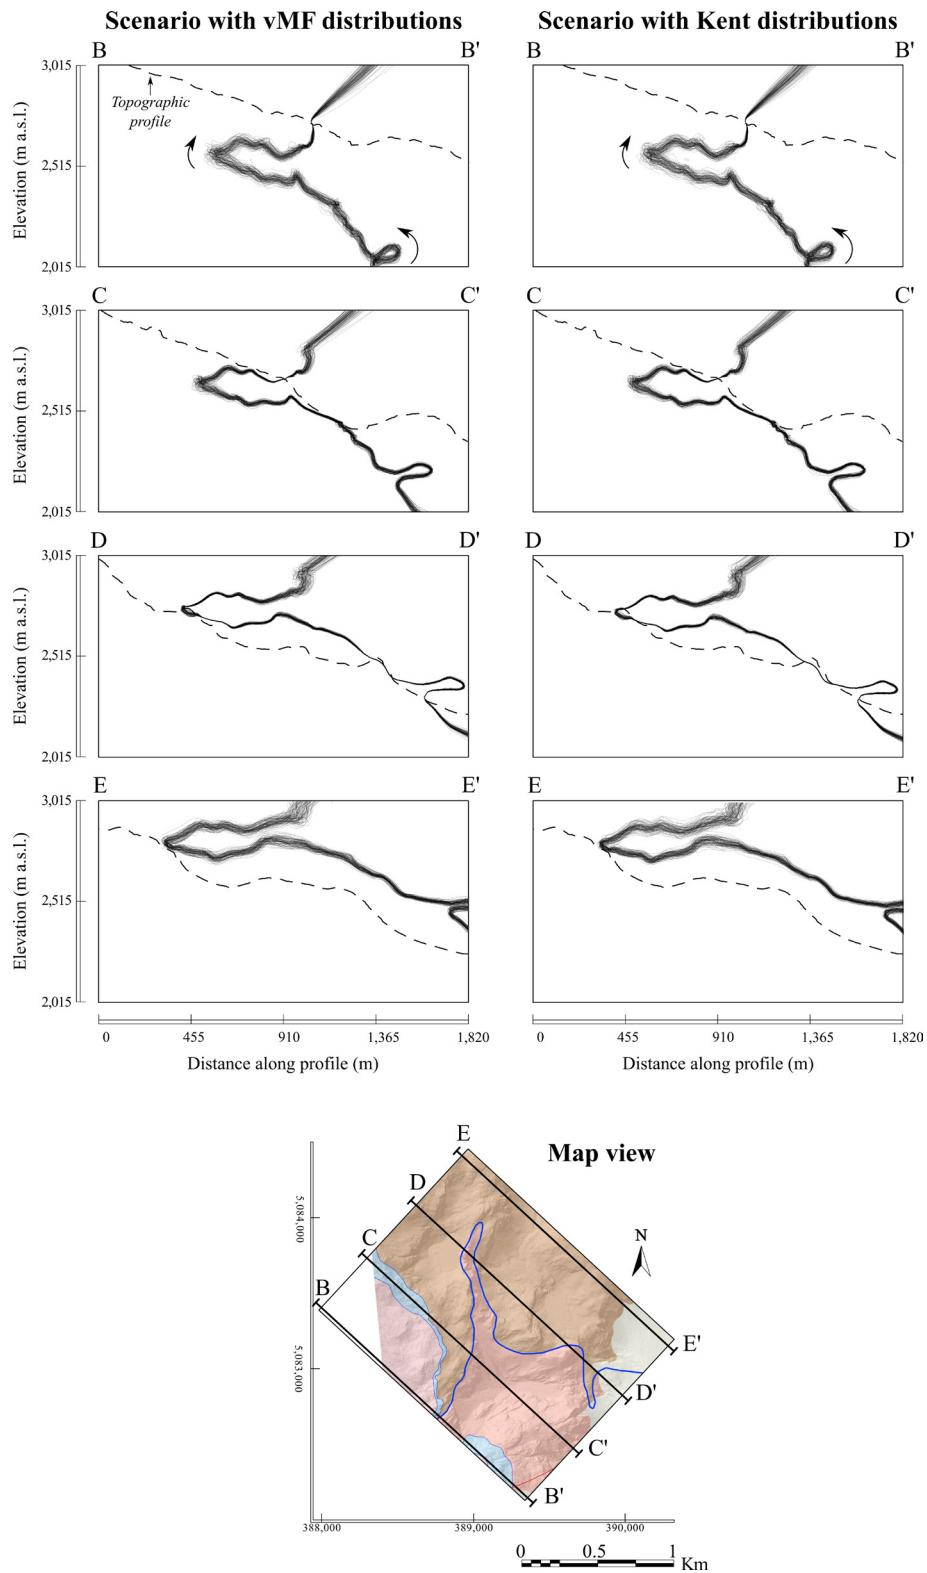 Scenario with vMF distributions
Scenario with Kent distributions
B B'
3,015
Topographic
profile
2,515
2,015
Elevation (m a.s.l.)
B B'
C C'
3,015
2,515
2,015
Elevation (m a.s.l.)
C C'
D D'
3,015
2,515
2,015
Elevation (m a.s.l.)
D D'
E E'
3,015
2,515
2,015
Elevation (m a.s.l.)
E E'
0 455 910 1,365 1,820
Distance along profile (m)
0 455 910 1,365 1,820
Distance along profile (m)
Map view
E
D
C
B
N
5,084,000
5,083,000
E'
D'
C'
B'
388,000 389,000 390,000
0 0.5 1
Km